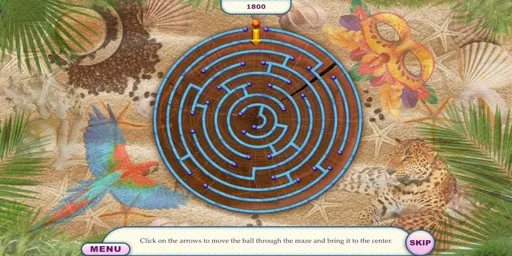 1800
Click on the arrows to move the ball through the maze and bring it to the center.
MENU
SKIP